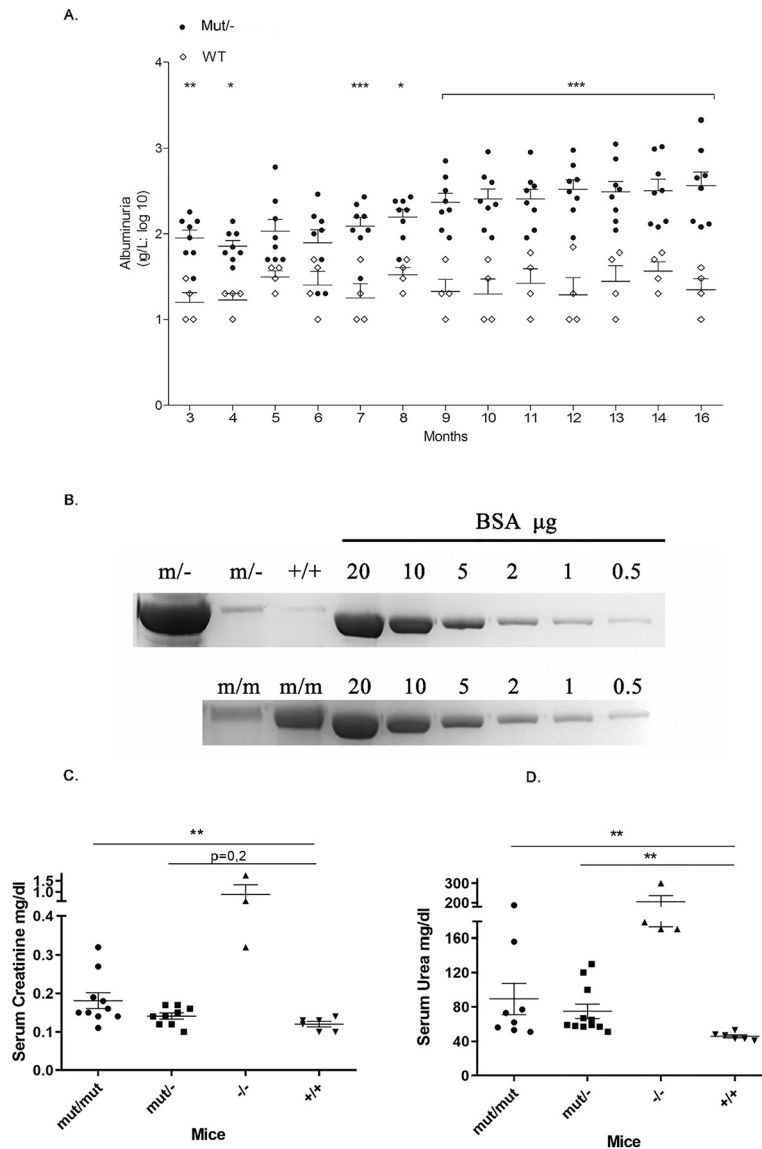 A.
Mut/-
WT
Albuminuria
(g/L: log 10)
4
3
2
1
0
** * *** * ***
3 4 5 6 7 8 9 10 11 12 13 14 16
Months
B.
BSA µg
m/- m/- +/+ 20 10 5 2 1 0.5
m/m m/m 20 10 5 2 1 0.5
C.
**
p=0,2
Serum Creatinine mg/dl
1.5
1.0
0.4
0.3
0.2
0.1
0.0
mut/mut mut/- -/- +/+
Mice
D.
**
**
Serum Urea mg/dl
300
200
160
120
80
40
0
mut/mut mut/- -/- +/+
Mice